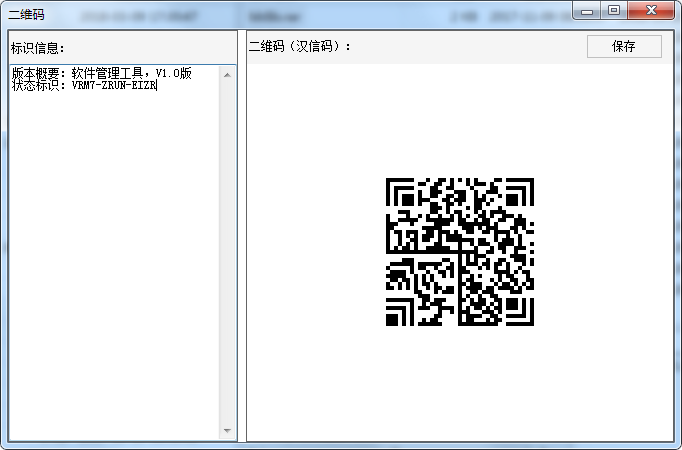 二维码
标识信息：
版本概要：软件管理工具，V1.0版
状态标识：VRM7-ZRUN-EIZR
二维码（汉信码）：
保存